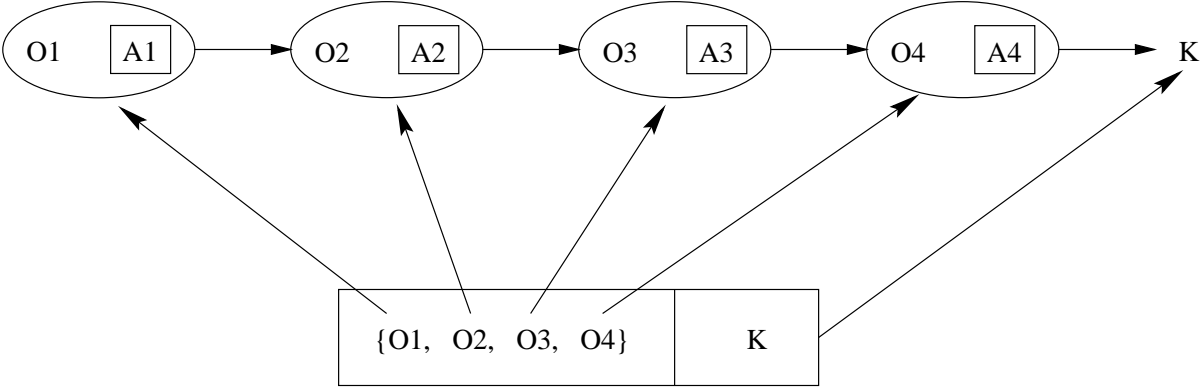 O1 A1 O2 A2 O3 A3 O4 A4 K
{O1, O2, O3, O4} K